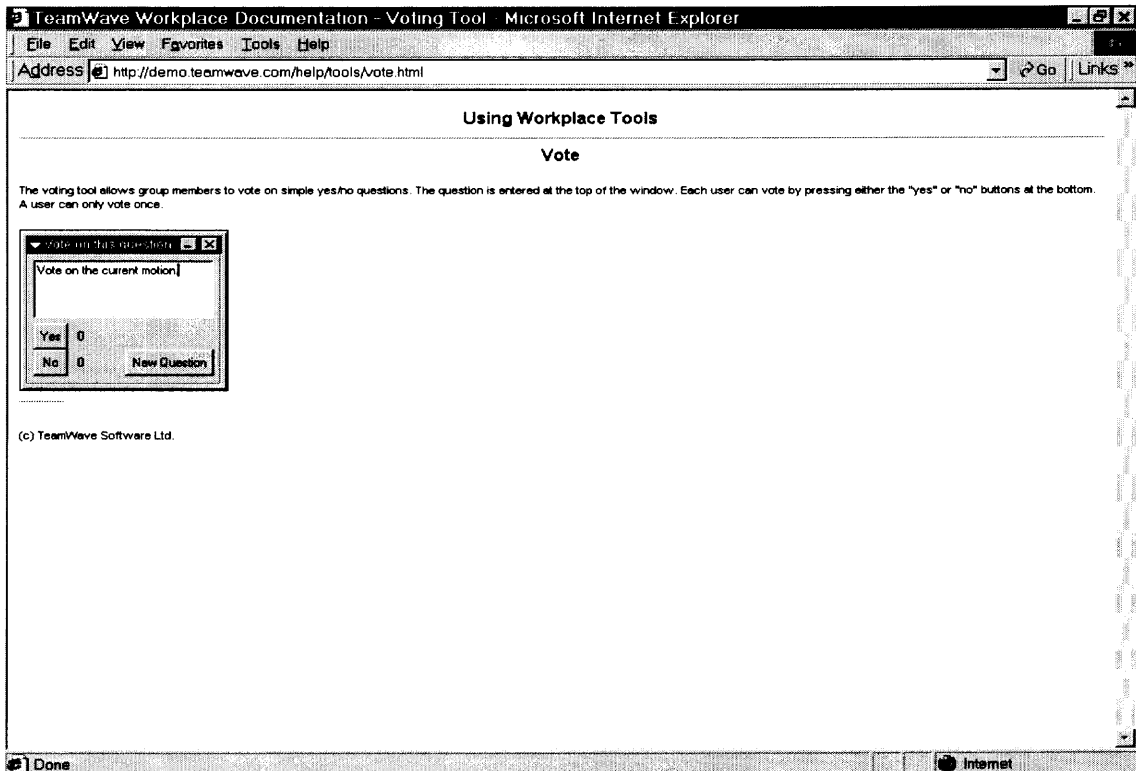 TeamWave Workplace Documentation - Voting Tool - Microsoft Internet Explorer
File Edit View Favorites Tools Help
Address http://demo.teamwave.com/help/tools/vote.html Go Links »
Using Workplace Tools
Vote
The voting tool allows group members to vote on simple yes/no questions. The question is entered at the top of the window. Each user can vote by pressing either the "yes" or "no" buttons at the bottom.
A user can only vote once.
Vote on this question
Vote on the current motion.
Yes 0
No 0 New Question
(c) TeamWave Software Ltd.
Done Internet